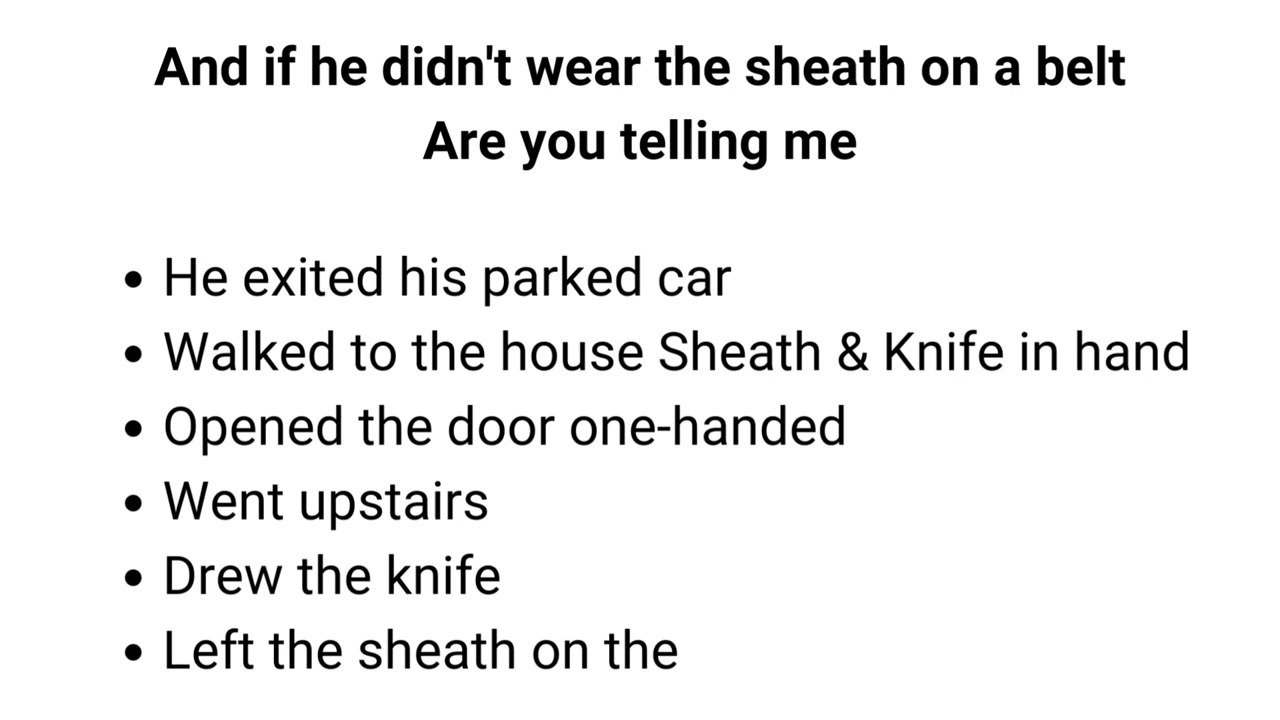 And if he didn't wear the sheath on a belt
Are you telling me
• He exited his parked car
• Walked to the house Sheath & Knife in hand
• Opened the door one-handed
• Went upstairs
• Drew the knife
• Left the sheath on the